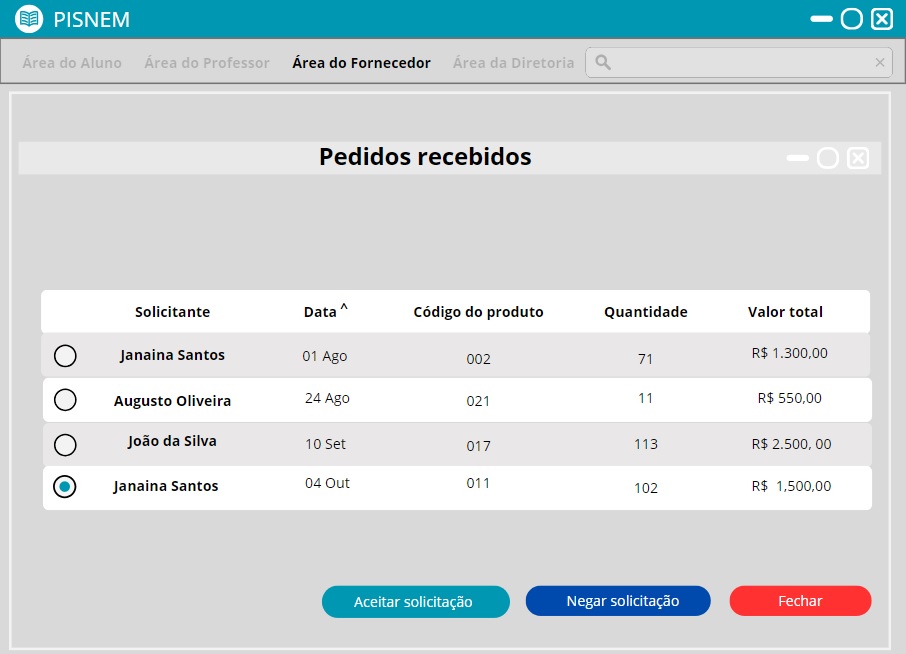 PISNEM
Área do Aluno Área do Professor Área do Fornecedor Área da Diretoria
Pedidos recebidos
Solicitante Data ^ Código do produto Quantidade Valor total
Janaina Santos 01 Ago 002 71 R$ 1.300,00
Augusto Oliveira 24 Ago 021 11 R$ 550,00
João da Silva 10 Set 017 113 R$ 2.500, 00
Janaina Santos 04 Out 011 102 R$  1,500,00
Aceitar solicitação Negar solicitação Fechar